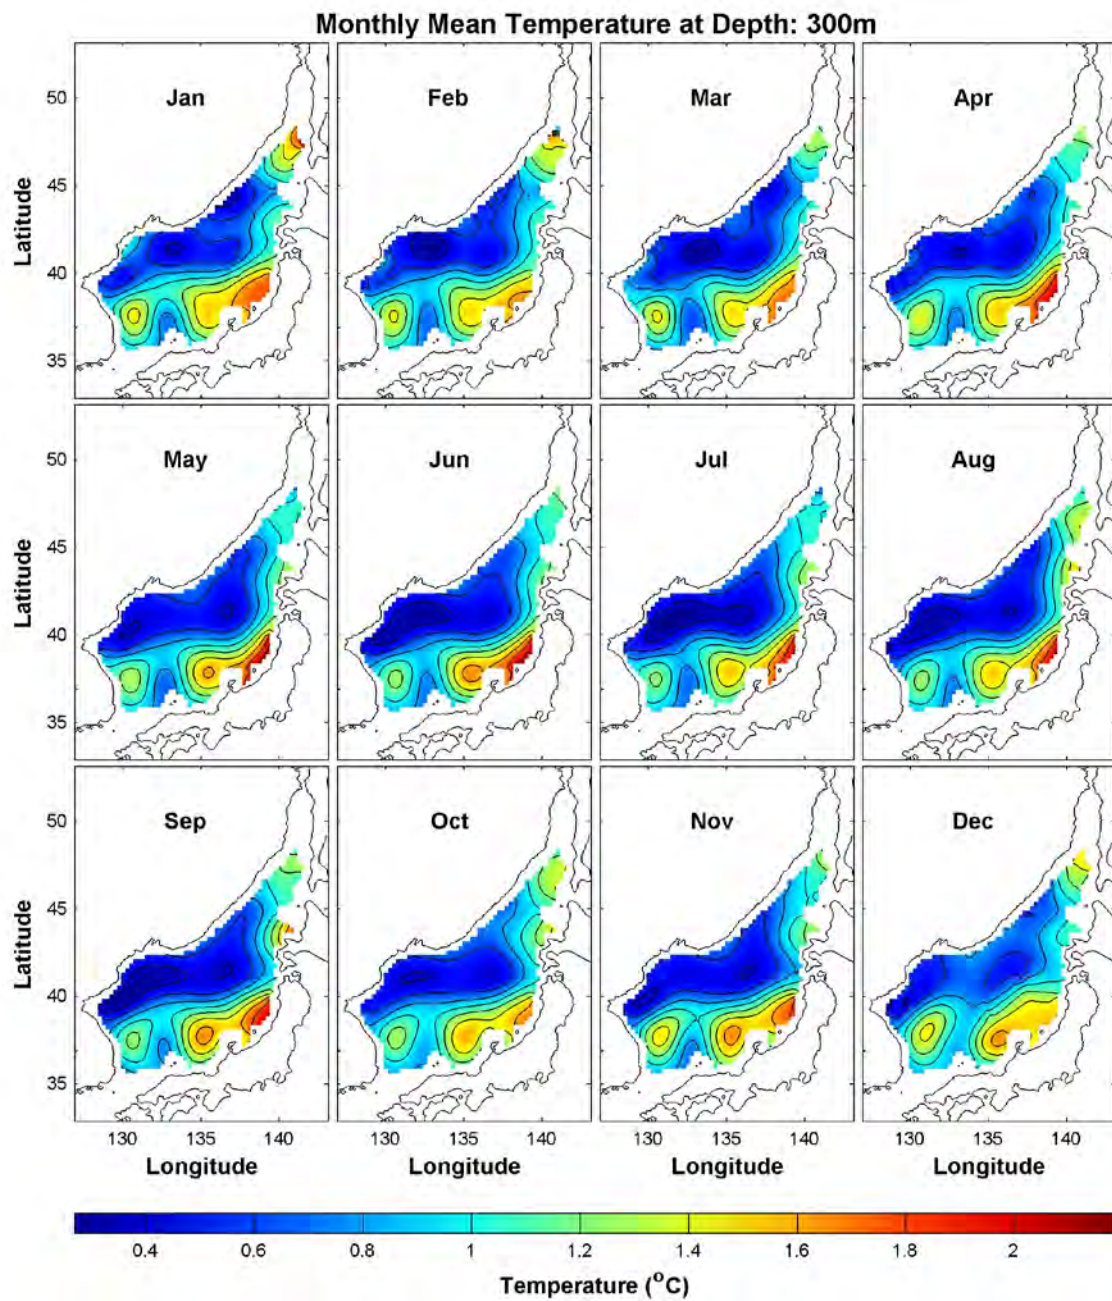 Monthly Mean Temperature at Depth: 300m
Jan Feb Mar Apr
50
45
40
35
Latitude
May Jun Jul Aug
50
45
40
35
Latitude
Sep Oct Nov Dec
50
45
40
35
Latitude
130 135 140 130 135 140 130 135 140 130 135 140
Longitude Longitude Longitude Longitude
0.4 0.6 0.8 1 1.2 1.4 1.6 1.8 2
Temperature (°C)